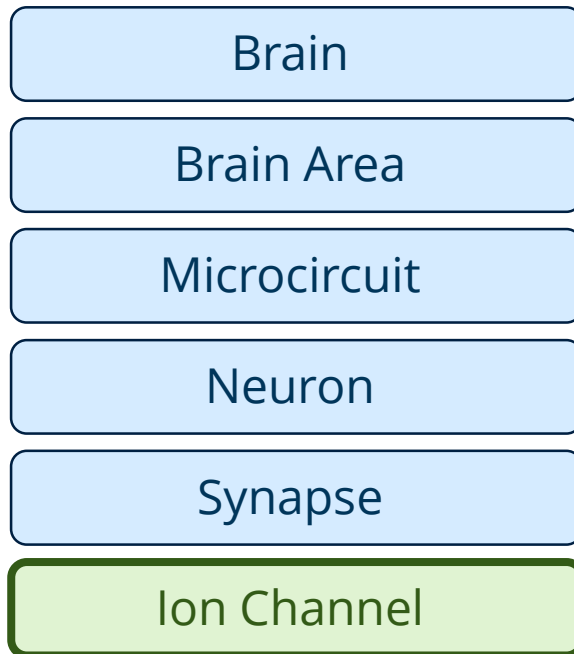 Brain
Brain Area
Microcircuit
Neuron
Synapse
Ion Channel